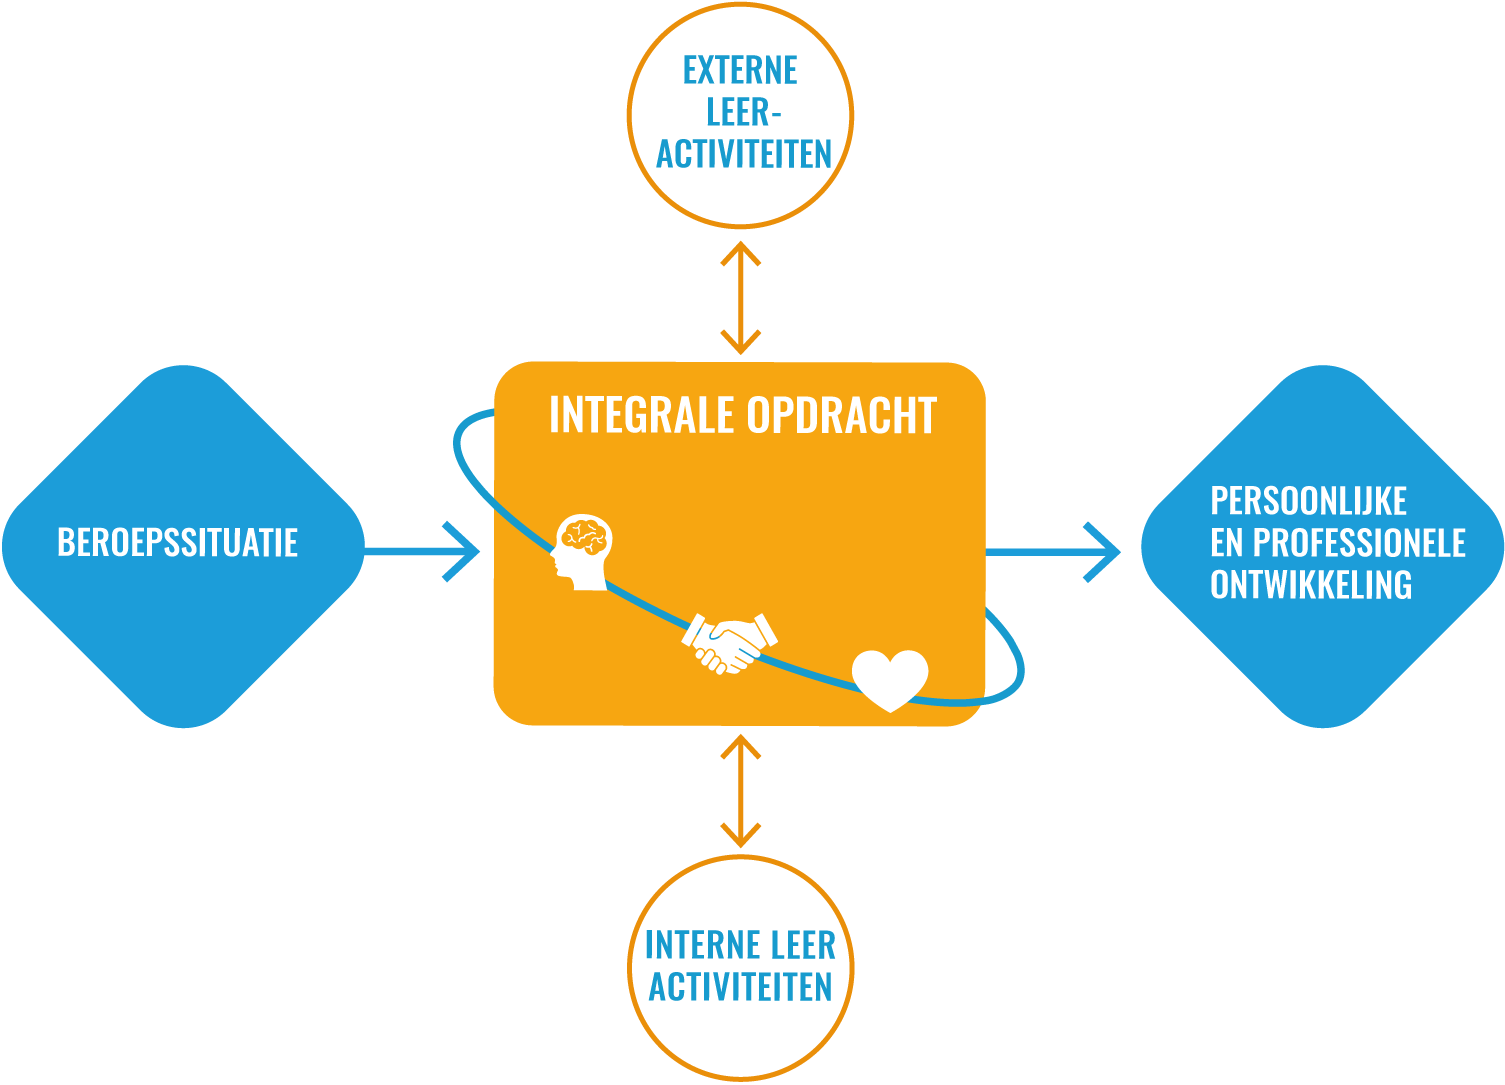 EXTERNE
LEER-
ACTIVITEITEN
INTEGRALE OPDRACHT
BEROEPSSITUATIE
PERSOONLIJKE
EN PROFESSIONELE
ONTWIKKELING
INTERNE LEER
ACTIVITEITEN